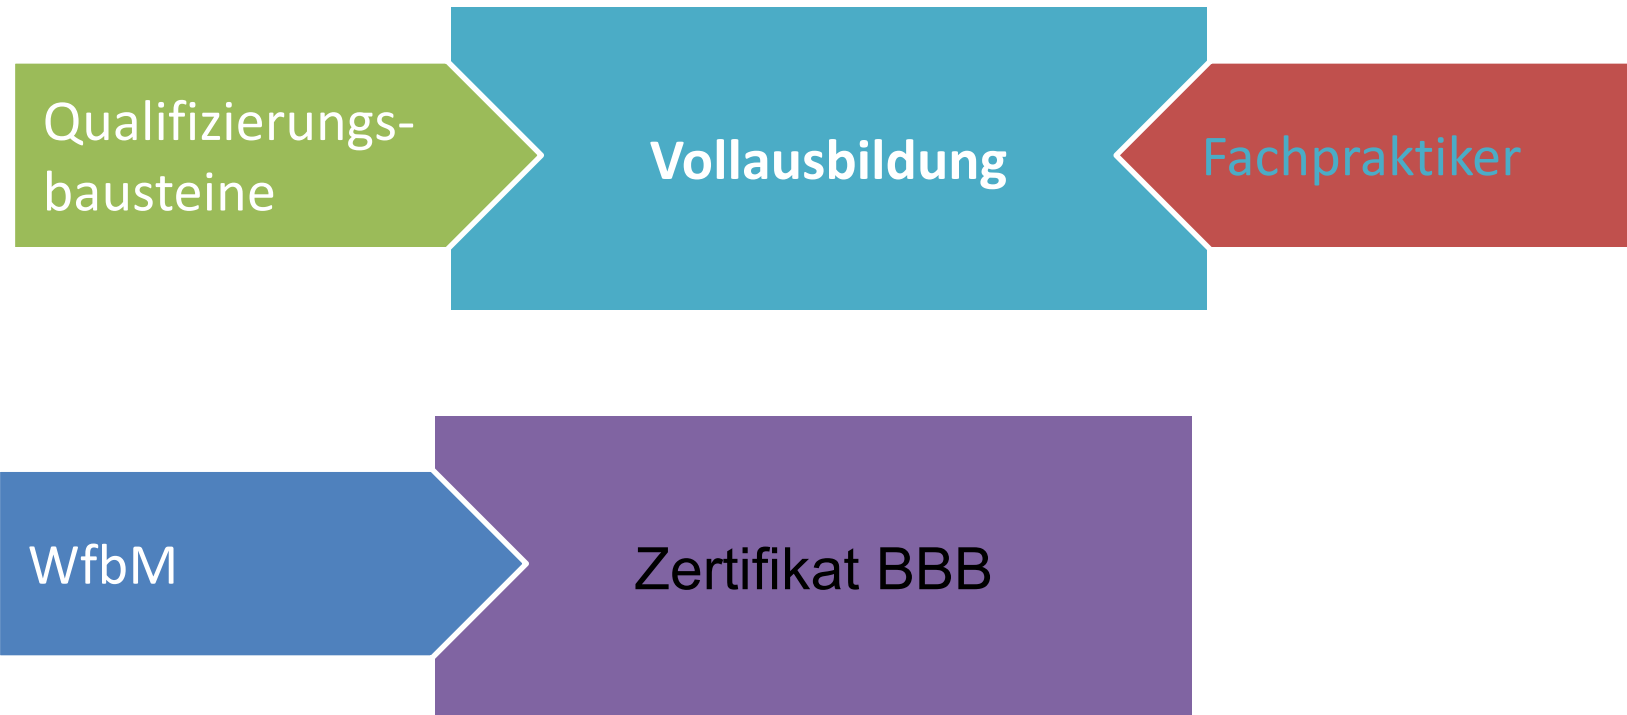 Qualifizierungs-
bausteine
Vollausbildung
Fachpraktiker
WfbM
Zertifikat BBB